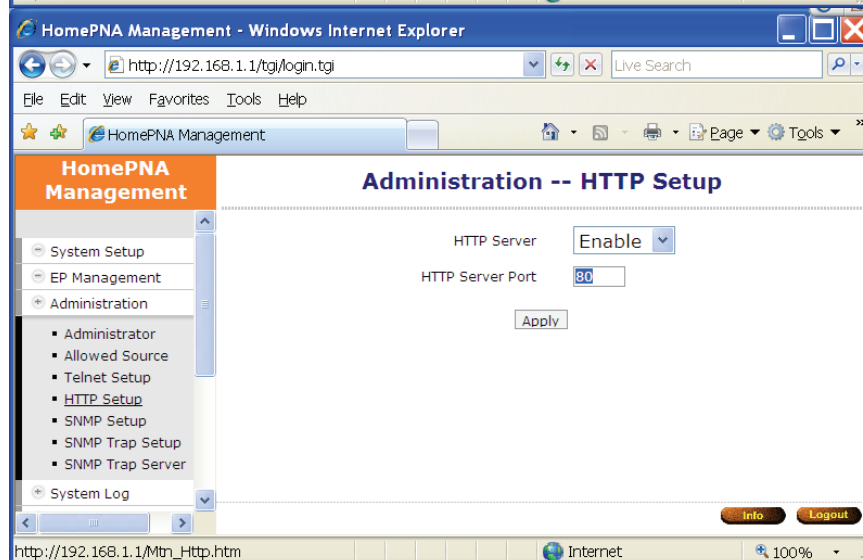 HomePNA Management - Windows Internet Explorer
http://192.168.1.1/tgi/login.tgi
Live Search
File Edit View Favorites Tools Help
HomePNA Management
Page Tools »
HomePNA
Management
System Setup
EP Management
Administration
Administrator
Allowed Source
Telnet Setup
HTTP Setup
SNMP Setup
SNMP Trap Setup
SNMP Trap Server
System Log
Administration -- HTTP Setup
HTTP Server Enable
HTTP Server Port 80
Apply
Info Logout
http://192.168.1.1/Mtn_Http.htm Internet 100%